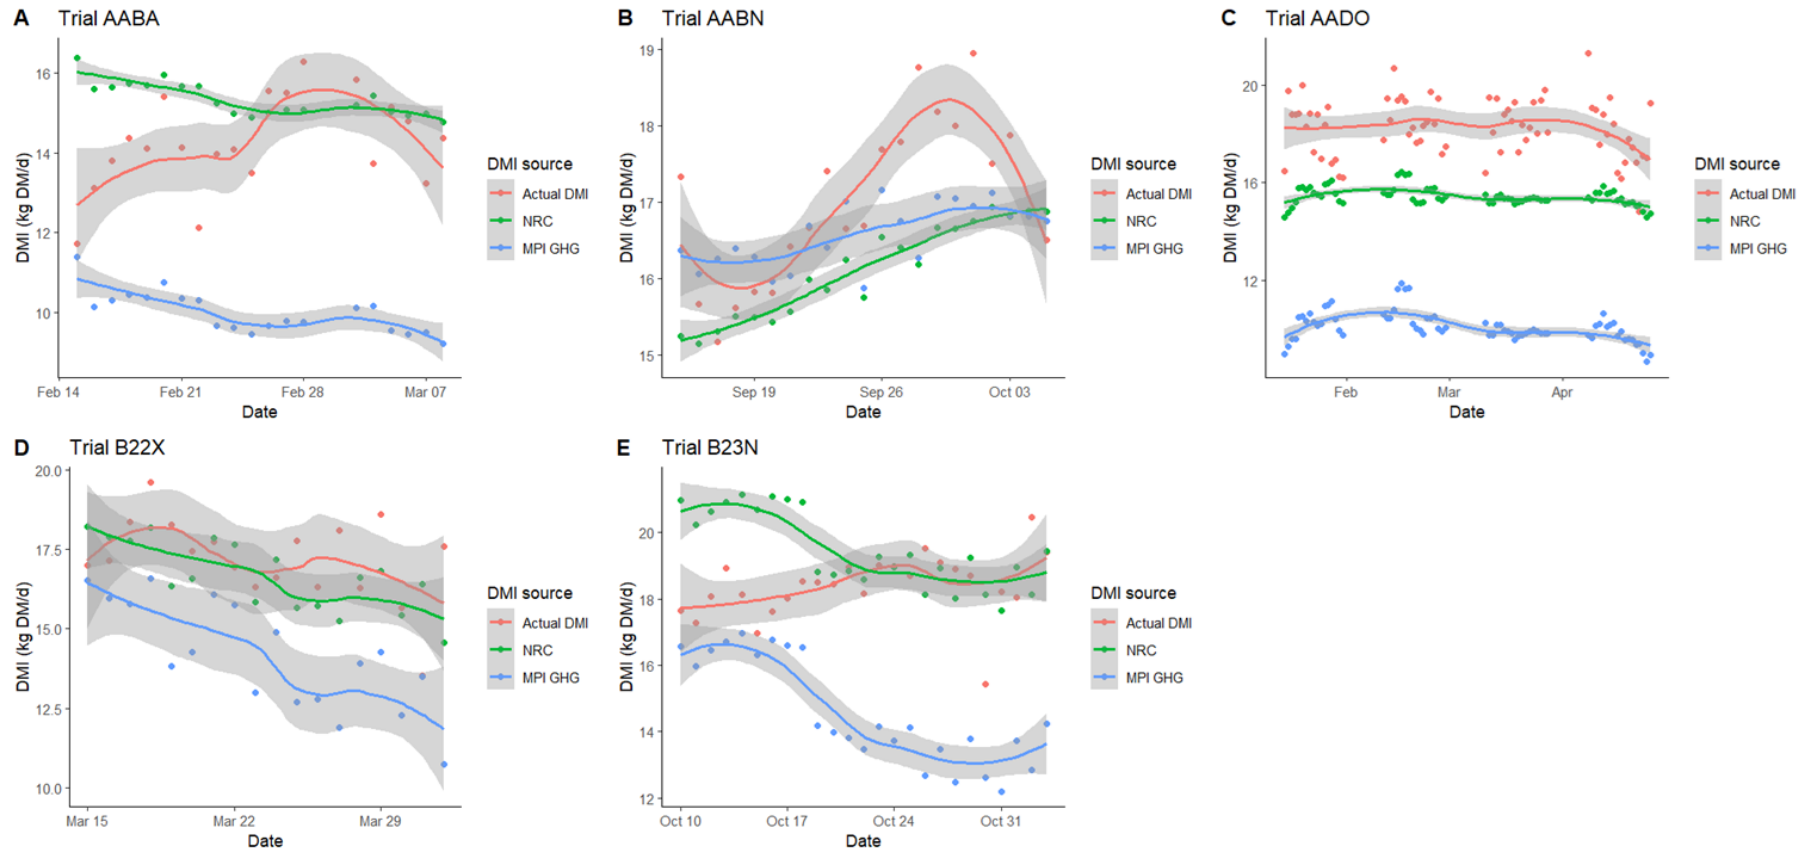 A Trial AABA
DMI (kg DM/d)
16
14
12
10
Feb 14 Feb 21 Feb 28 Mar 07
Date
DMI source
Actual DMI
NRC
MPI GHG
B Trial AABN
DMI (kg DM/d)
19
18
17
16
15
Sep 19 Sep 26 Oct 03
Date
DMI source
Actual DMI
NRC
MPI GHG
C Trial AADO
DMI (kg DM/d)
20
16
12
Feb Mar Apr
Date
DMI source
Actual DMI
NRC
MPI GHG
D Trial B22X
DMI (kg DM/d)
20.0
17.5
15.0
12.5
10.0
Mar 15 Mar 22 Mar 29
Date
DMI source
Actual DMI
NRC
MPI GHG
E Trial B23N
DMI (kg DM/d)
20
18
16
14
12
Oct 10 Oct 17 Oct 24 Oct 31
Date
DMI source
Actual DMI
NRC
MPI GHG